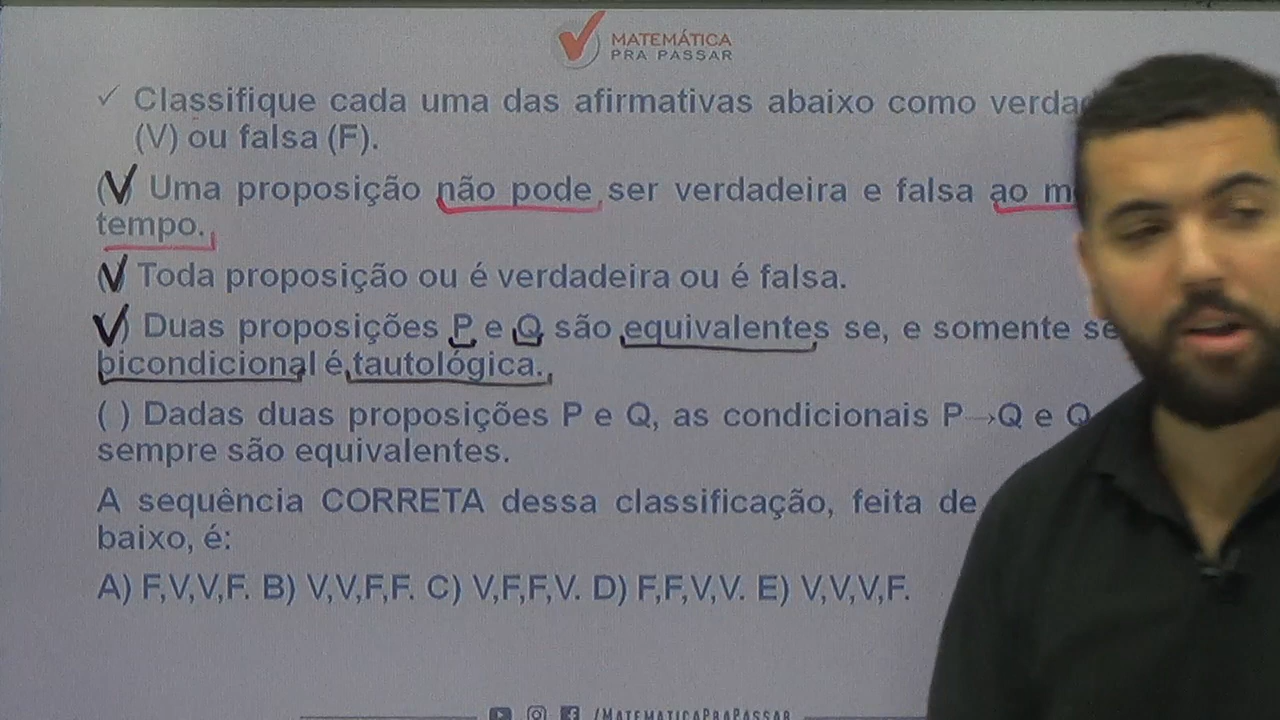 MATEMÁTICA
PRA PASSAR
✓ Classifique cada uma das afirmativas abaixo como
(V) ou falsa (F).
(V) Uma proposição não pode ser verdadeira e falsa ao
tempo.
(V) Toda proposição ou é verdadeira ou é falsa.
(V) Duas proposições P e Q são equivalentes se, e somente se
bicondicional é tautológica.
( ) Dadas duas proposições P e Q, as condicionais P→Q e Q
sempre são equivalentes.
A sequência CORRETA dessa classificação, feita de
baixo, é:
A) F,V,V,F. B) V,V,F,F. C) V,F,F,V. D) F,F,V,V. E) V,V,V,F.
/MATEMATICAPRAPASSAR